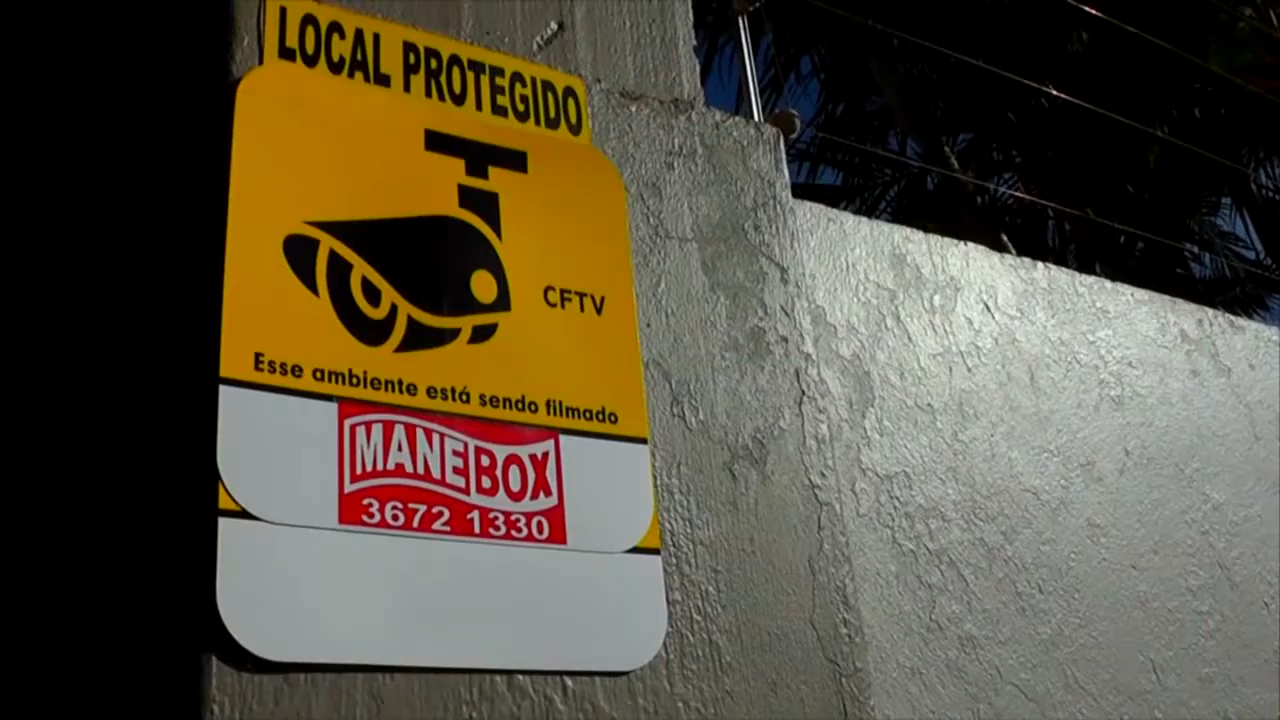 LOCAL PROTEGIDO
CFTV
Esse ambiente está sendo filmado
MANEBOX
3672 1330